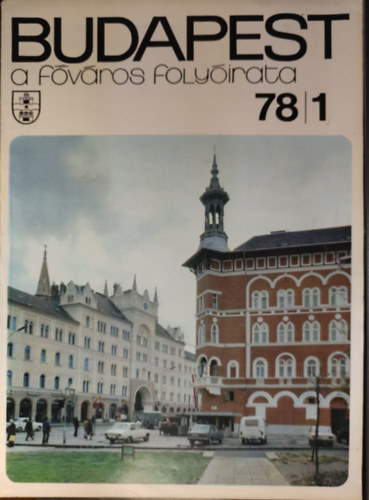 BUDAPEST
a főváros folyóirata
78|1